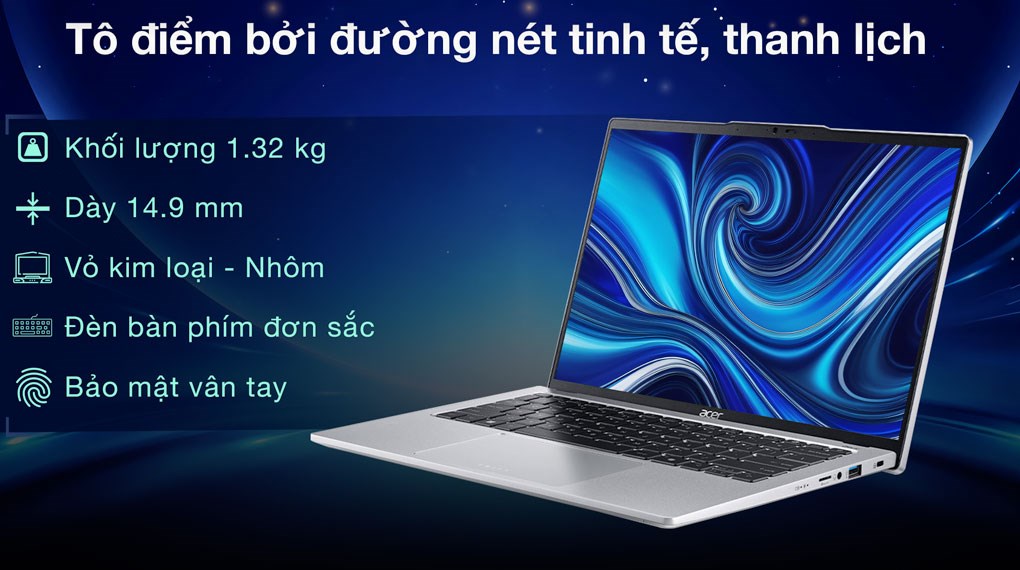 Tô điểm bởi đường nét tinh tế, thanh lịch
Khối lượng 1.32 kg
Dày 14.9 mm
Vỏ kim loại - Nhôm
Đèn bàn phím đơn sắc
Bảo mật vân tay
acer